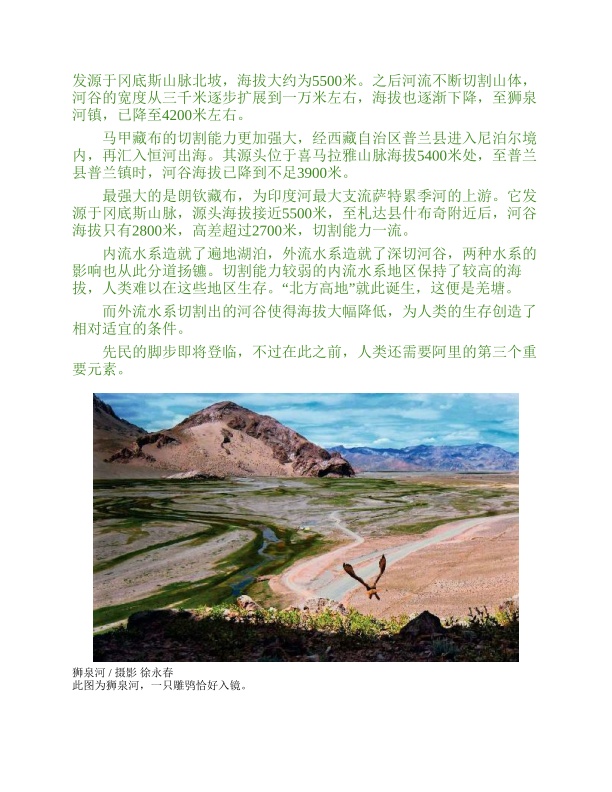 发源于冈底斯山脉北坡，海拔大约为5500米。之后河流不断切割山体，
河谷的宽度从三千米逐步扩展到一万米左右，海拔也逐渐下降，至狮泉
河镇，已降至4200米左右。
马甲藏布的切割能力更加强大，经西藏自治区普兰县进入尼泊尔境
内，再汇入恒河出海。其源头位于喜马拉雅山脉海拔5400米处，至普兰
县普兰镇时，河谷海拔已降到不足3900米。
最强大的是朗钦藏布，为印度河最大支流萨特累季河的上游。它发
源于冈底斯山脉，源头海拔接近5500米，至札达县什布奇附近后，河谷
海拔只有2800米，高差超过2700米，切割能力一流。
内流水系造就了遍地湖泊，外流水系造就了深切河谷，两种水系的
影响也从此分道扬镳。切割能力较弱的内流水系地区保持了较高的海
拔，人类难以在这些地区生存。“北方高地”就此诞生，这便是羌塘。
而外流水系切割出的河谷使得海拔大幅降低，为人类的生存创造了
相对适宜的条件。
先民的脚步即将登临，不过在此之前，人类还需要阿里的第三个重
要元素。
狮泉河 / 摄影 徐永春
此图为狮泉河，一只雕鸮恰好入镜。